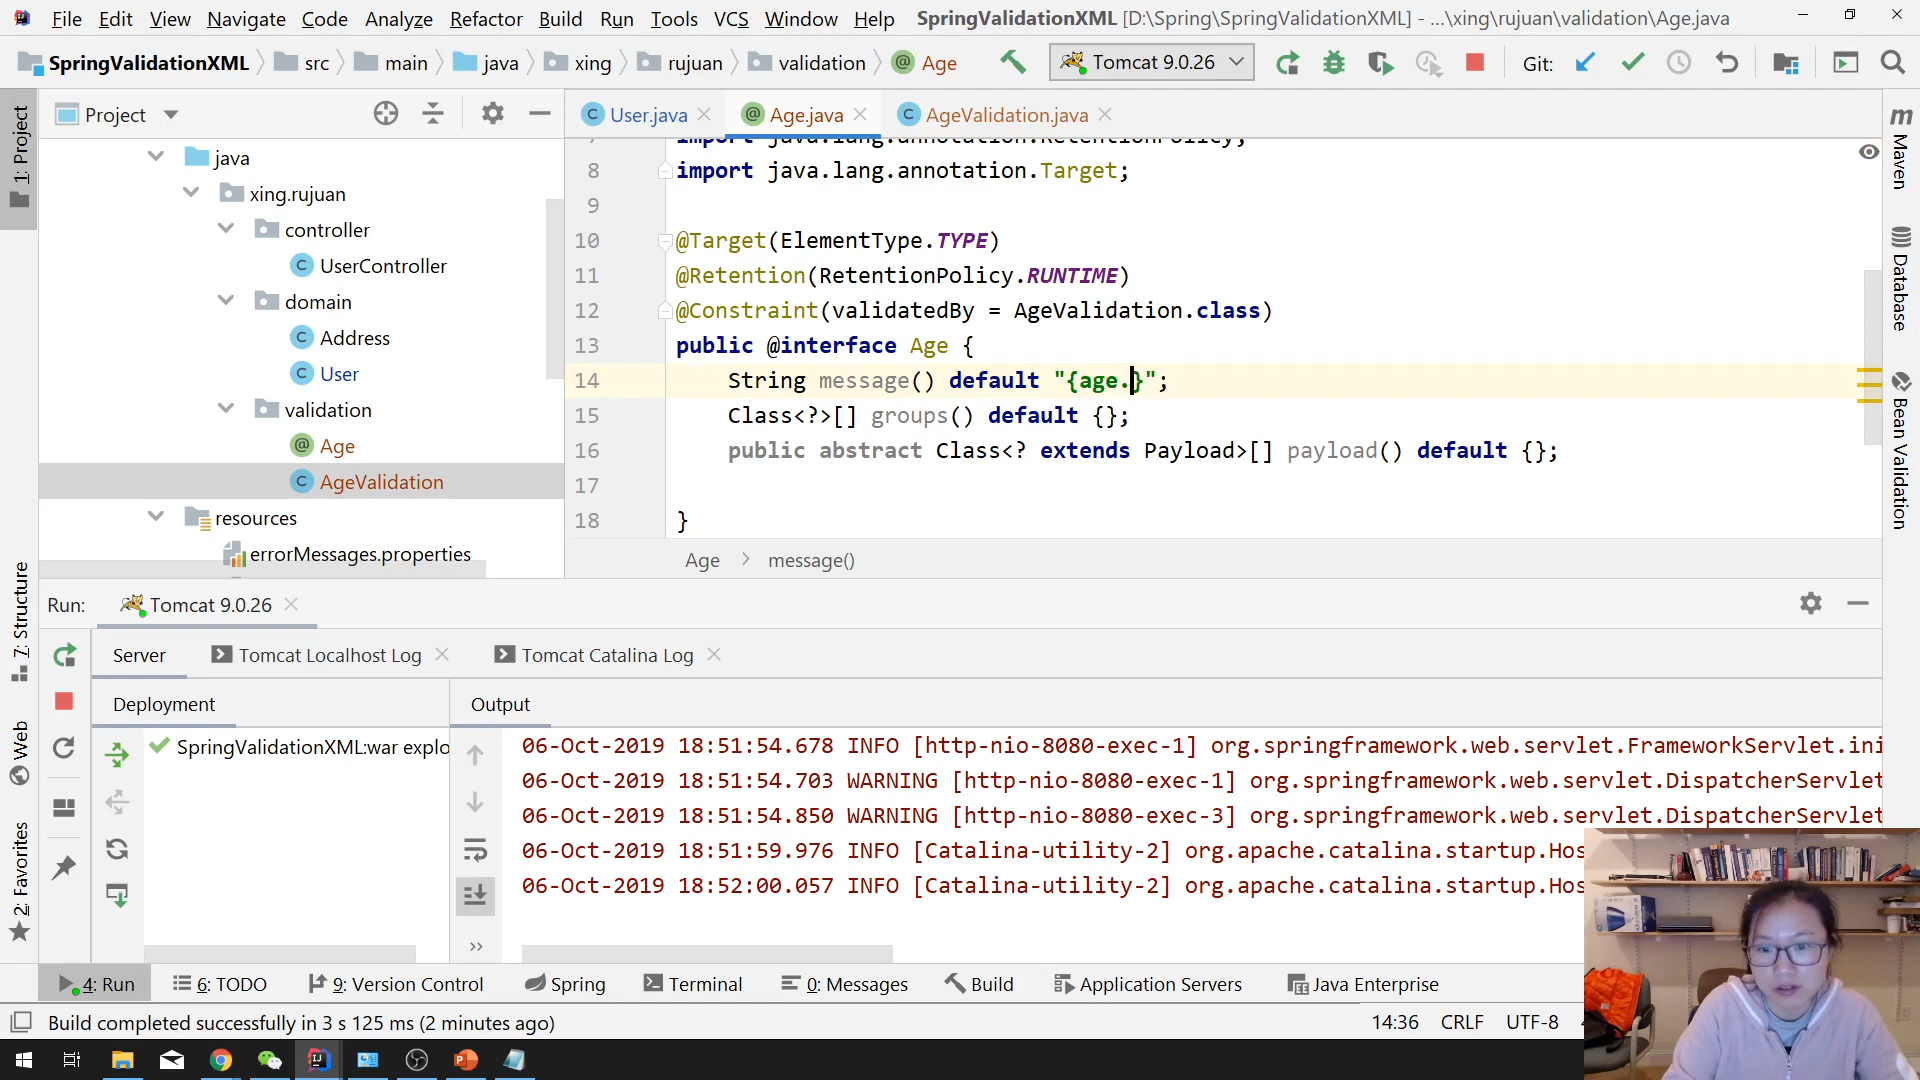 File Edit View Navigate Code Analyze Refactor Build Run Tools VCS Window Help SpringValidationXML [D:\Spring\SpringValidationXML] - ...\xing\rujuan\validation\Age.java
SpringValidationXML src main java xing rujuan validation Age Tomcat 9.0.26 Git:
Project User.java Age.java AgeValidation.java
1: Project
7: Structure
Web
2: Favorites
Maven
Database
Bean Validation
java
xing.rujuan
controller
UserController
domain
Address
User
validation
Age
AgeValidation
resources
errorMessages.properties
7 import java.lang.annotation.RetentionPolicy;
8 import java.lang.annotation.Target;
9
10 @Target(ElementType.TYPE)
11 @Retention(RetentionPolicy.RUNTIME)
12 @Constraint(validatedBy = AgeValidation.class)
13 public @interface Age {
14 String message() default "{age.}";
15 Class<?>[] groups() default {};
16 public abstract Class<? extends Payload>[] payload() default {};
17
18 }
Age message()
Run: Tomcat 9.0.26
Server Tomcat Localhost Log Tomcat Catalina Log
Deployment Output
SpringValidationXML:war explo
06-Oct-2019 18:51:54.678 INFO [http-nio-8080-exec-1] org.springframework.web.servlet.FrameworkServlet.ini
06-Oct-2019 18:51:54.703 WARNING [http-nio-8080-exec-1] org.springframework.web.servlet.DispatcherServlet
06-Oct-2019 18:51:54.850 WARNING [http-nio-8080-exec-3] org.springframework.web.servlet.DispatcherServlet
06-Oct-2019 18:51:59.976 INFO [Catalina-utility-2] org.apache.catalina.startup.Hos
06-Oct-2019 18:52:00.057 INFO [Catalina-utility-2] org.apache.catalina.startup.Hos
4: Run 6: TODO 9: Version Control Spring Terminal 0: Messages Build Application Servers Java Enterprise
Build completed successfully in 3 s 125 ms (2 minutes ago) 14:36 CRLF UTF-8